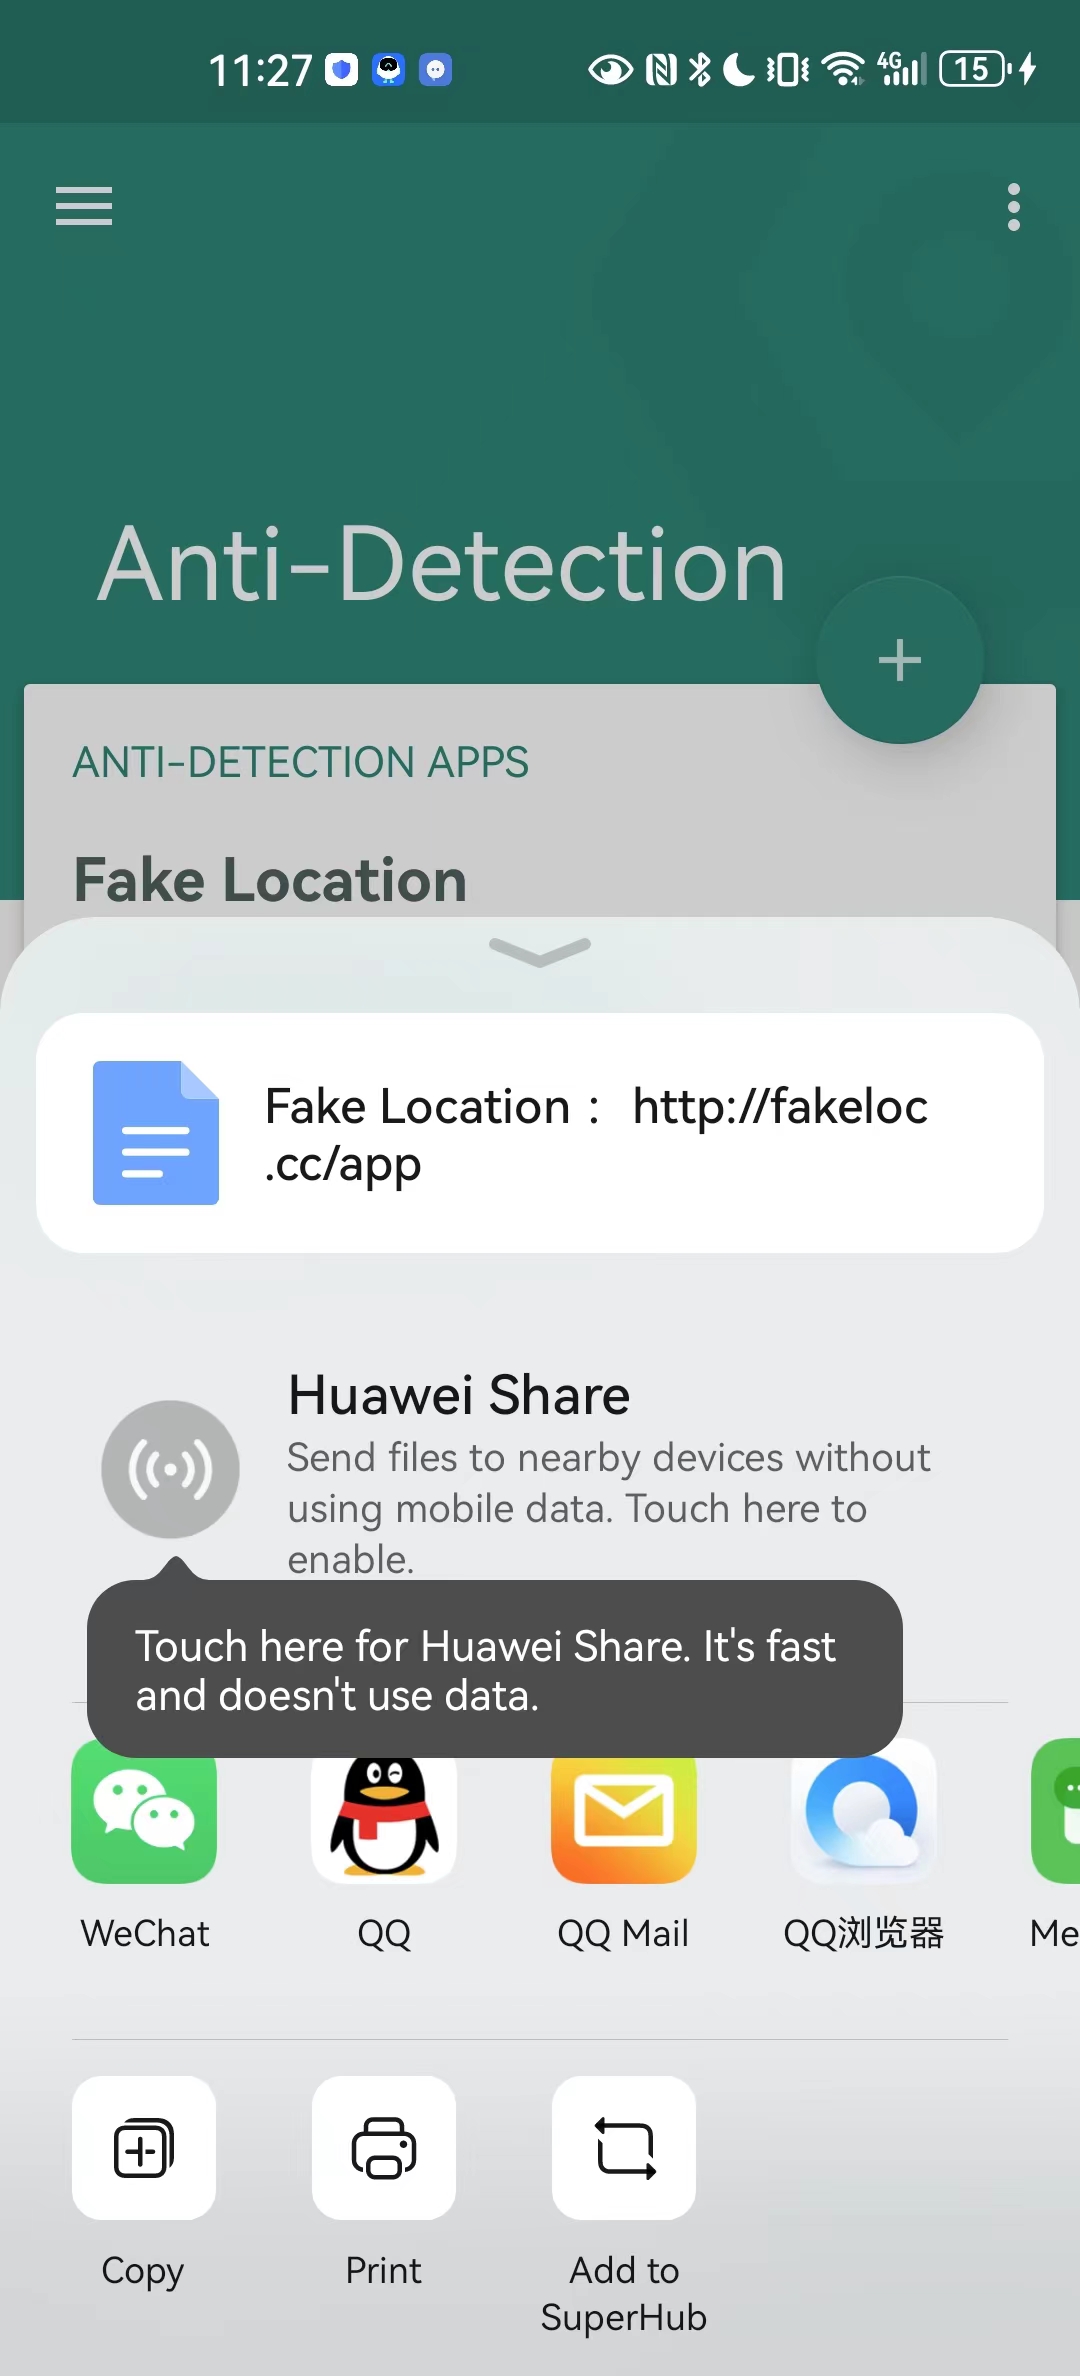 11:27
4G
15
Anti-Detection
ANTI-DETECTION APPS
Fake Location
Fake Location： http://fakeloc
.cc/app
Huawei Share
Send files to nearby devices without
using mobile data. Touch here to
enable.
Touch here for Huawei Share. It's fast
and doesn't use data.
WeChat
QQ
QQ Mail
QQ浏览器
Me
Copy
Print
Add to
SuperHub